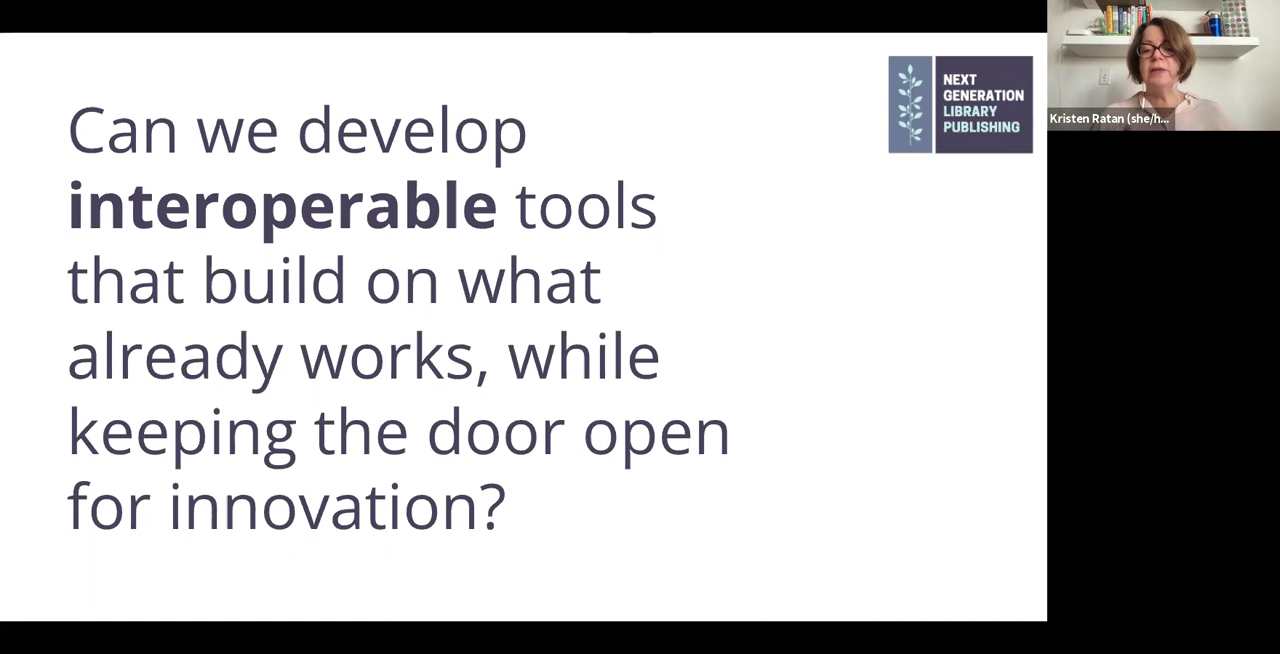 Can we develop
interoperable tools
that build on what
already works, while
keeping the door open
for innovation?
NEXT
GENERATION
LIBRARY
PUBLISHING
Kristen Ratan (she/h...